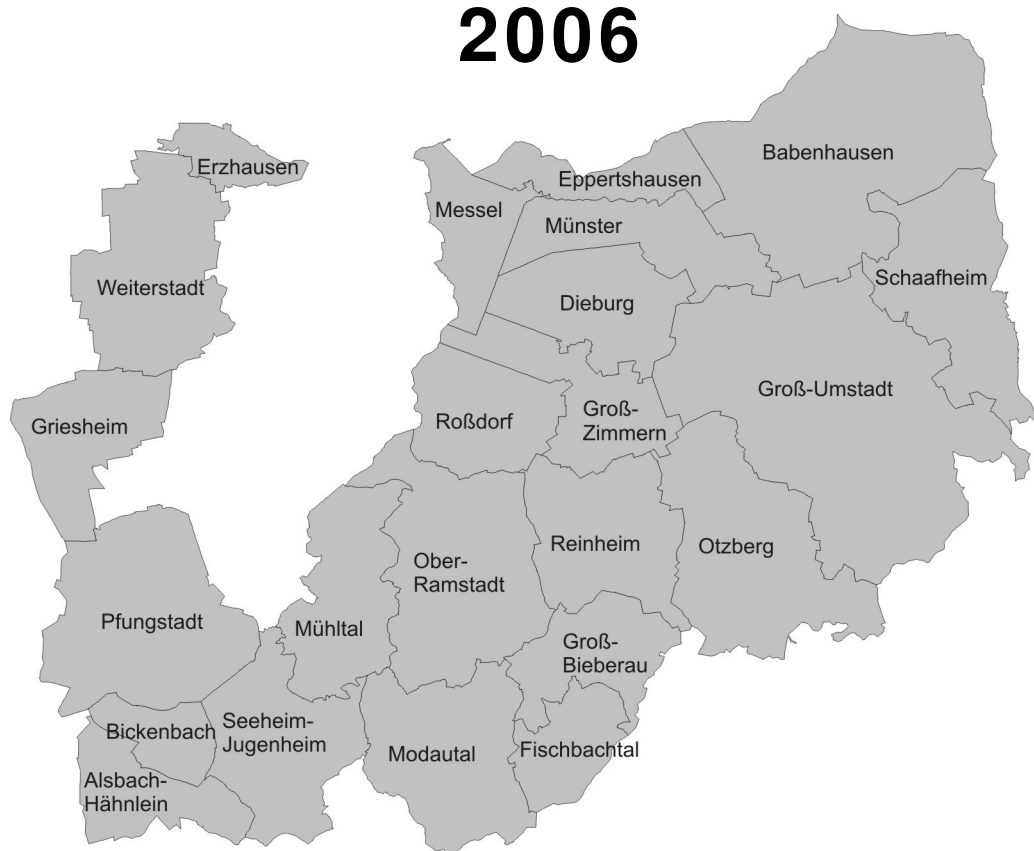 2006
Babenhausen
Erzhausen
Eppertshausen
Messel
Münster
Schaafheim
Weiterstadt
Dieburg
Groß-Umstadt
Griesheim
Roßdorf
Groß-
Zimmern
Reinheim
Otzberg
Ober-
Ramstadt
Pfungstadt
Mühltal
Groß-
Bieberau
Bickenbach
Seeheim-
Jugenheim
Modautal
Fischbachtal
Alsbach-
Hähnlein